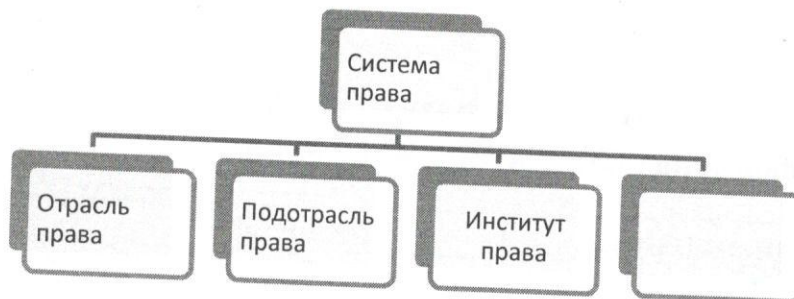 Система
права
Отрасль
права
Подотрасль
права
Институт
права